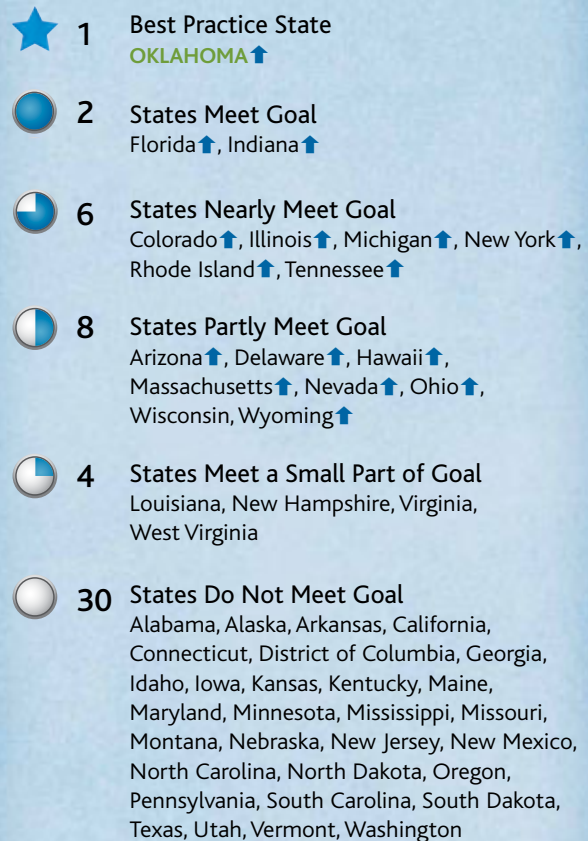 1 Best Practice State
OKLAHOMA⬆
2 States Meet Goal
Florida⬆, Indiana⬆
6 States Nearly Meet Goal
Colorado⬆, Illinois⬆, Michigan⬆, New York⬆,
Rhode Island⬆, Tennessee⬆
8 States Partly Meet Goal
Arizona⬆, Delaware⬆, Hawaii⬆,
Massachusetts⬆, Nevada⬆, Ohio⬆,
Wisconsin, Wyoming⬆
4 States Meet a Small Part of Goal
Louisiana, New Hampshire, Virginia,
West Virginia
30 States Do Not Meet Goal
Alabama, Alaska, Arkansas, California,
Connecticut, District of Columbia, Georgia,
Idaho, Iowa, Kansas, Kentucky, Maine,
Maryland, Minnesota, Mississippi, Missouri,
Montana, Nebraska, New Jersey, New Mexico,
North Carolina, North Dakota, Oregon,
Pennsylvania, South Carolina, South Dakota,
Texas, Utah, Vermont, Washington